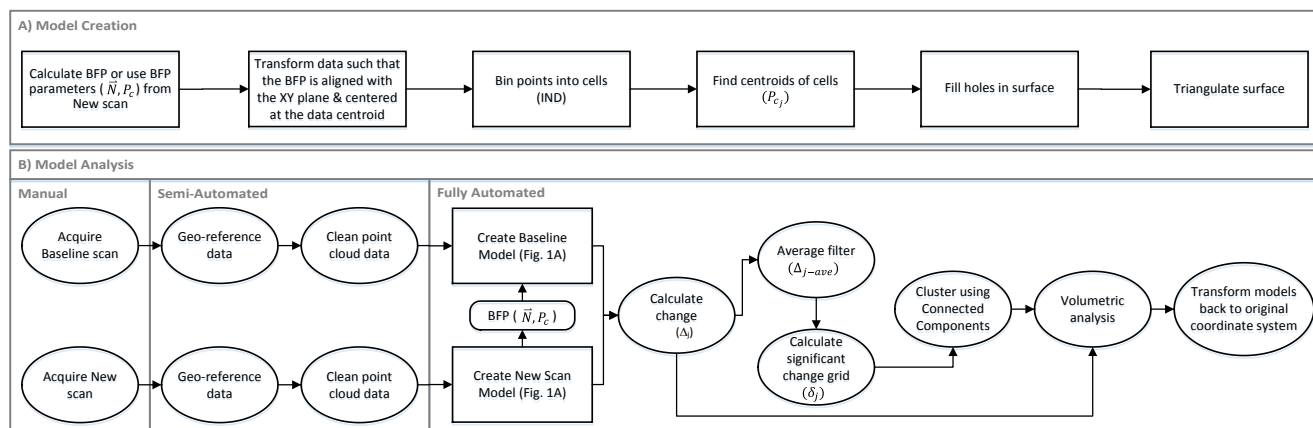 A) Model Creation
Calculate BFP or use BFP
parameters ( N⃗, P_c ) from
New scan
Transform data such that
the BFP is aligned with
the XY plane & centered
at the data centroid
Bin points into cells
(IND)
Find centroids of cells
(P_{c_j})
Fill holes in surface
Triangulate surface
B) Model Analysis
Manual
Semi-Automated
Fully Automated
Acquire
Baseline scan
Geo-reference
data
Clean point
cloud data
Create Baseline
Model (Fig. 1A)
BFP ( N⃗, P_c )
Acquire New
scan
Geo-reference
data
Clean point
cloud data
Create New Scan
Model (Fig. 1A)
Calculate
change
(Δ_j)
Average filter
(Δ_{j-ave})
Calculate
significant
change grid
(δ_j)
Cluster using
Connected
Components
Volumetric
analysis
Transform models
back to original
coordinate system